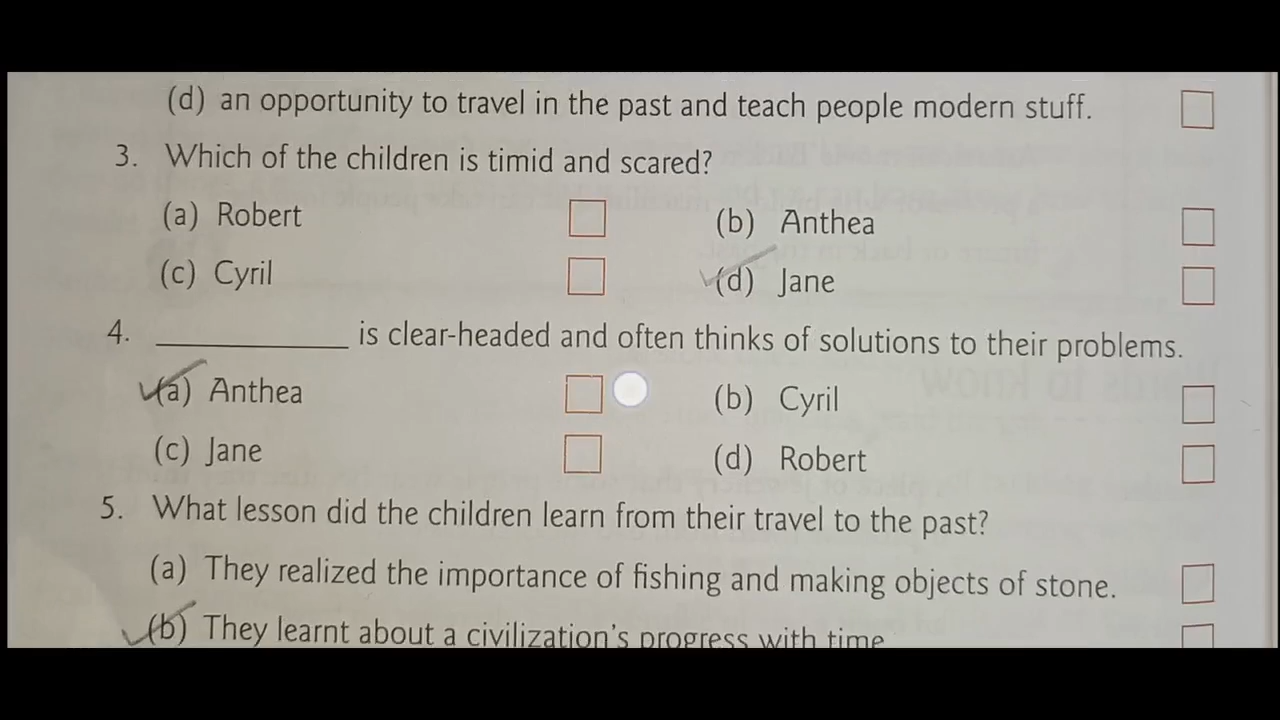 (d) an opportunity to travel in the past and teach people modern stuff.
3. Which of the children is timid and scared?
(a) Robert (b) Anthea
(c) Cyril (d) Jane
4. __________ is clear-headed and often thinks of solutions to their problems.
(a) Anthea (b) Cyril
(c) Jane (d) Robert
5. What lesson did the children learn from their travel to the past?
(a) They realized the importance of fishing and making objects of stone.
(b) They learnt about a civilization's progress with time